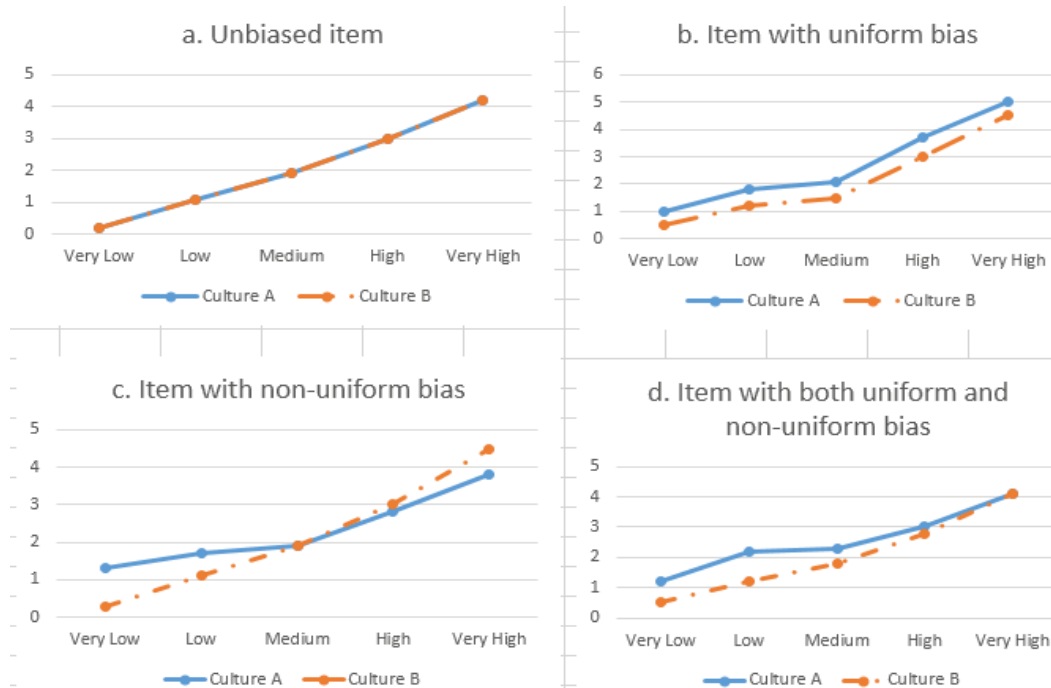 a. Unbiased item
5
4
3
2
1
0
Very Low Low Medium High Very High
Culture A Culture B
b. Item with uniform bias
6
5
4
3
2
1
0
Very Low Low Medium High Very High
Culture A Culture B
c. Item with non-uniform bias
5
4
3
2
1
0
Very Low Low Medium High Very High
Culture A Culture B
d. Item with both uniform and
non-uniform bias
5
4
3
2
1
0
Very Low Low Medium High Very High
Culture A Culture B